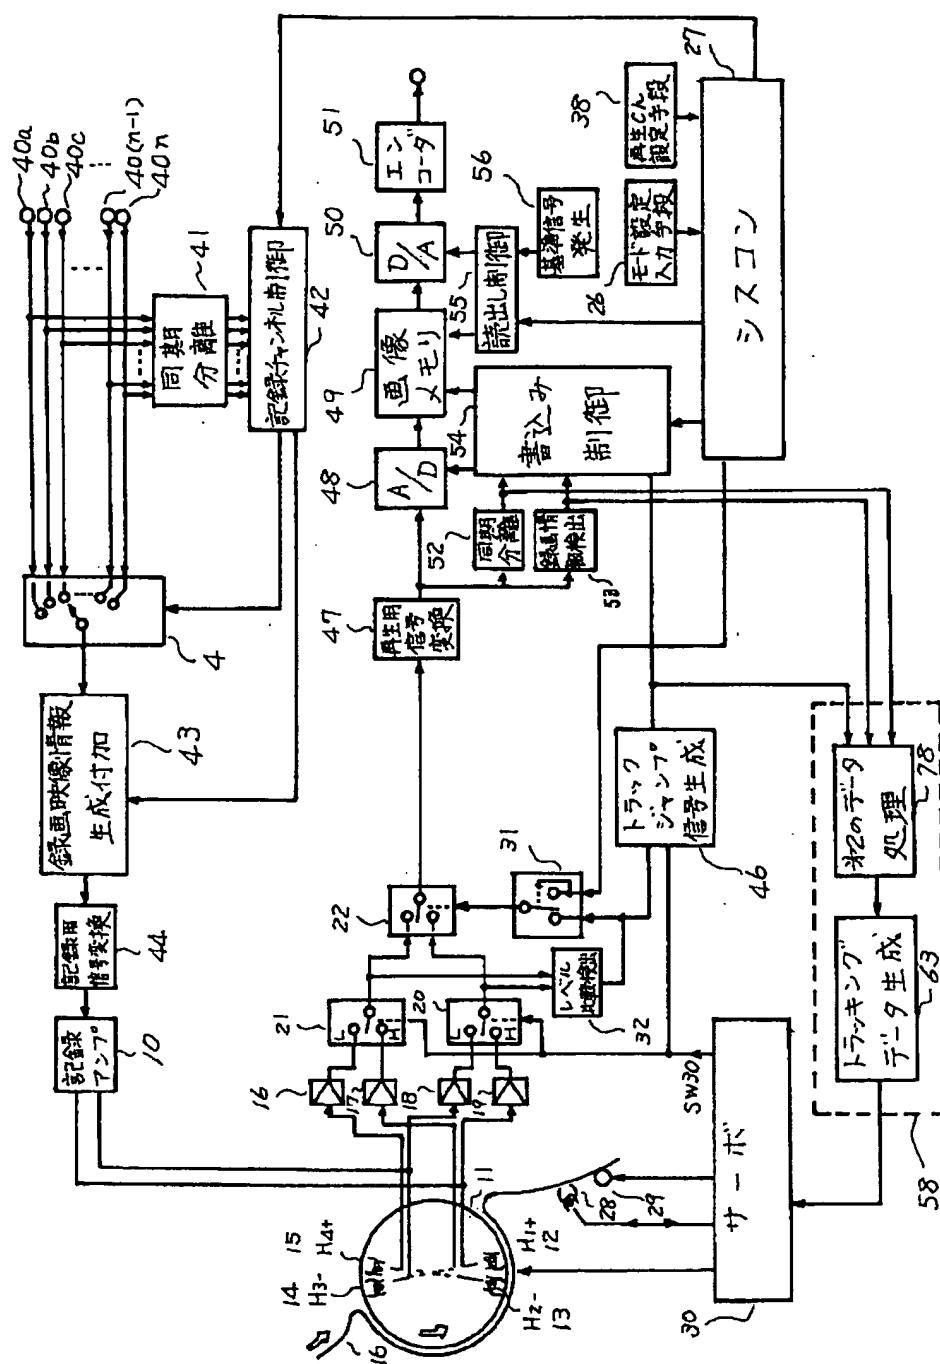 40a
40b
40c
40(n-1)
40n
同期
分離
41
記録チャンネル制御
42
4
録画映像情報
生成付加
43
記録用
信号変換
44
記録
アンプ
10
エンジ
コーダ
51
D/A
50
画像
メモリ
49
A/D
48
読出し制御
55
基準信号
発生
56
書込み
制御
54
同期
分離
52
録画情
報検出
53
再生用
信号
変換
47
再生Ch
設定手段
38
モード設定
入力手段
26
シスコン
27
22
31
21
L
H
20
L
H
レベル
比較検出
32
16
17
18
19
トラック
ジャンプ
信号生成
46
第2のデータ
処理
78
トラッキング
データ生成
63
58
SW30
サーボ
30
11
28
29
15 H4+
14 H3-
H1+
12
H2-
13
16